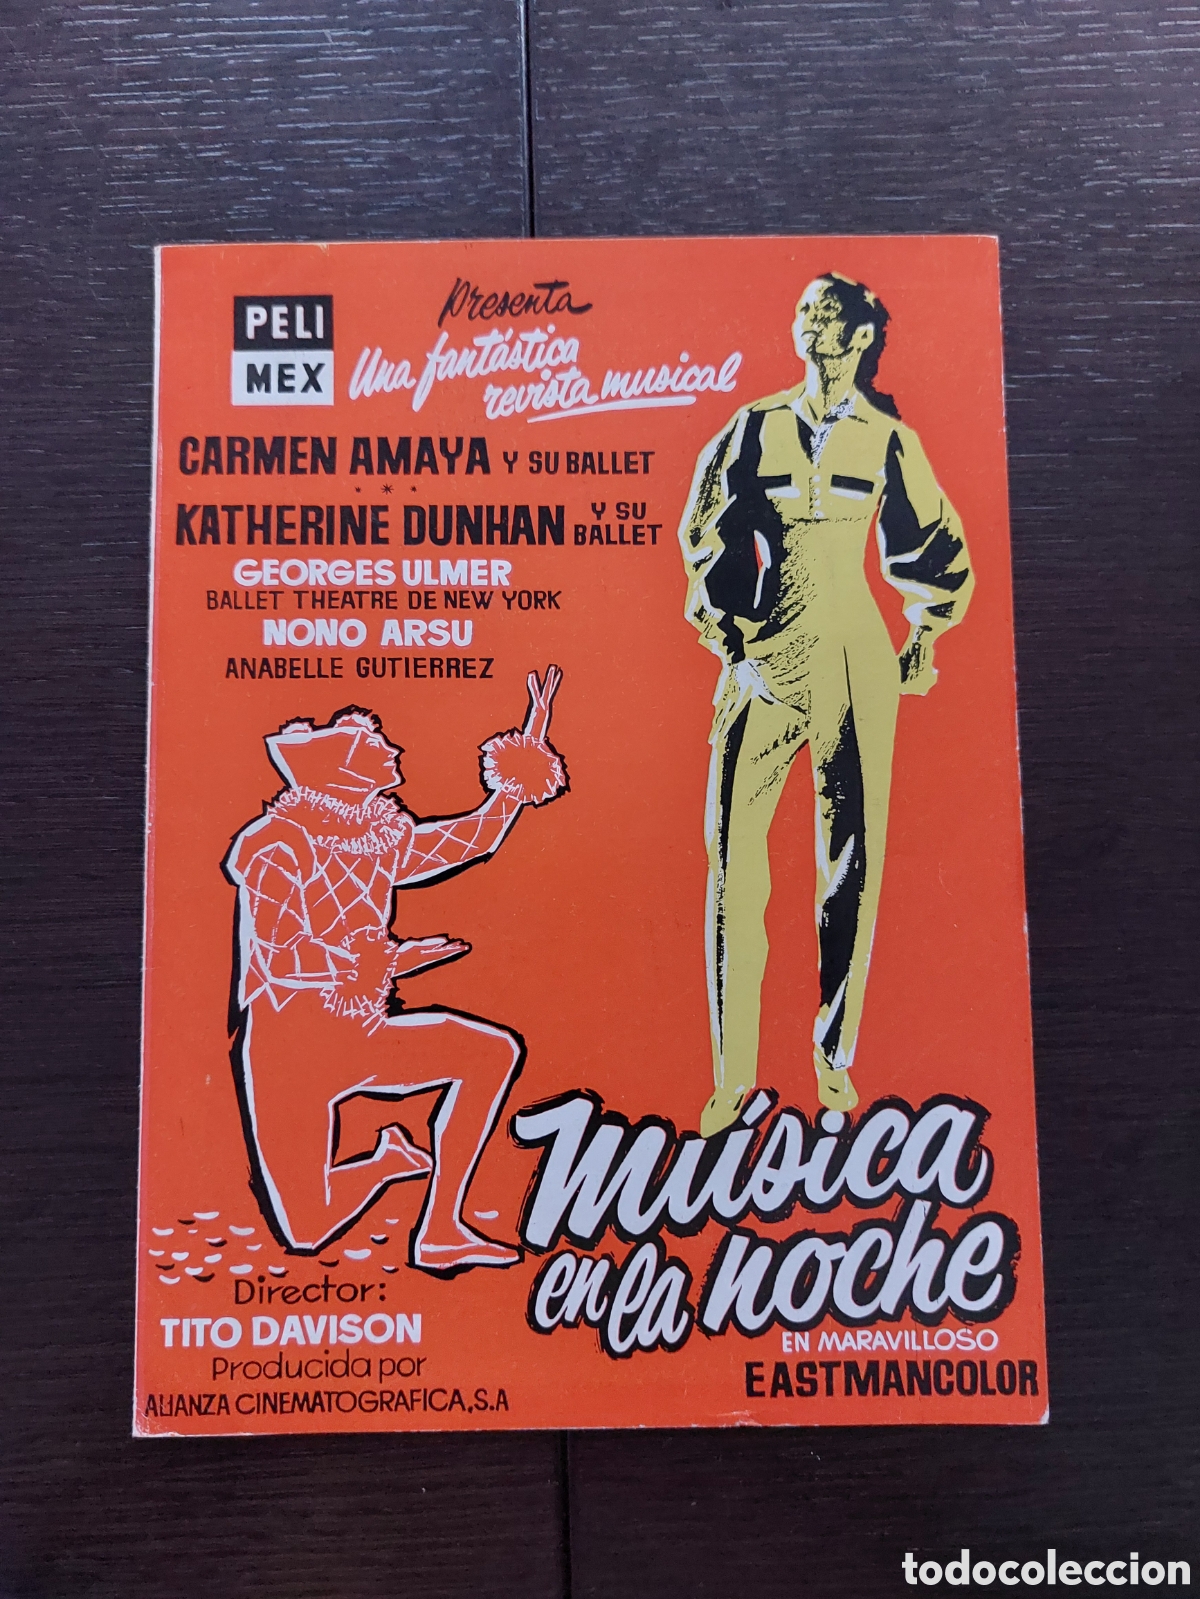 PELI
MEX
Presenta
Una fantástica
revista musical
CARMEN AMAYA Y SU BALLET
* * *
KATHERINE DUNHAN Y SU
BALLET
GEORGES ULMER
BALLET THEATRE DE NEW YORK
NONO ARSU
ANABELLE GUTIERREZ
Música
en la noche
EN MARAVILLOSO
EASTMANCOLOR
Director:
TITO DAVISON
Producida por
ALIANZA CINEMATOGRAFICA, S.A
todocoleccion